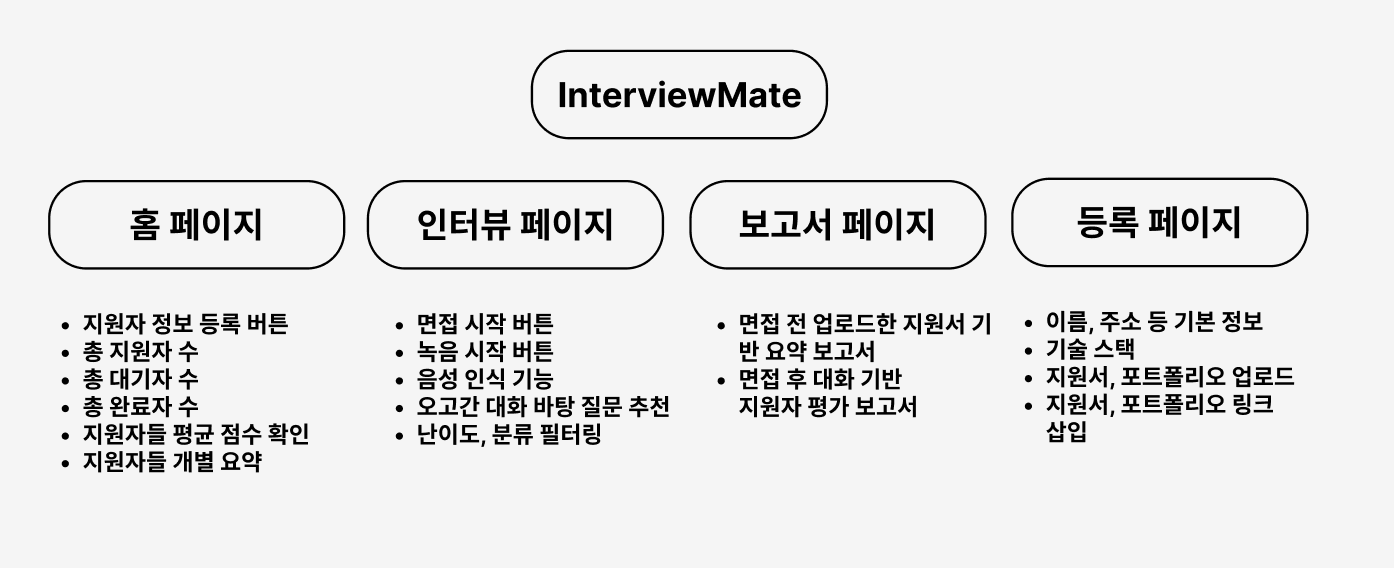 InterviewMate
홈 페이지
• 지원자 정보 등록 버튼
• 총 지원자 수
• 총 대기자 수
• 총 완료자 수
• 지원자들 평균 점수 확인
• 지원자들 개별 요약
인터뷰 페이지
• 면접 시작 버튼
• 녹음 시작 버튼
• 음성 인식 기능
• 오고간 대화 바탕 질문 추천
• 난이도, 분류 필터링
보고서 페이지
• 면접 전 업로드한 지원서 기
반 요약 보고서
• 면접 후 대화 기반
지원자 평가 보고서
등록 페이지
• 이름, 주소 등 기본 정보
• 기술 스택
• 지원서, 포트폴리오 업로드
• 지원서, 포트폴리오 링크
삽입